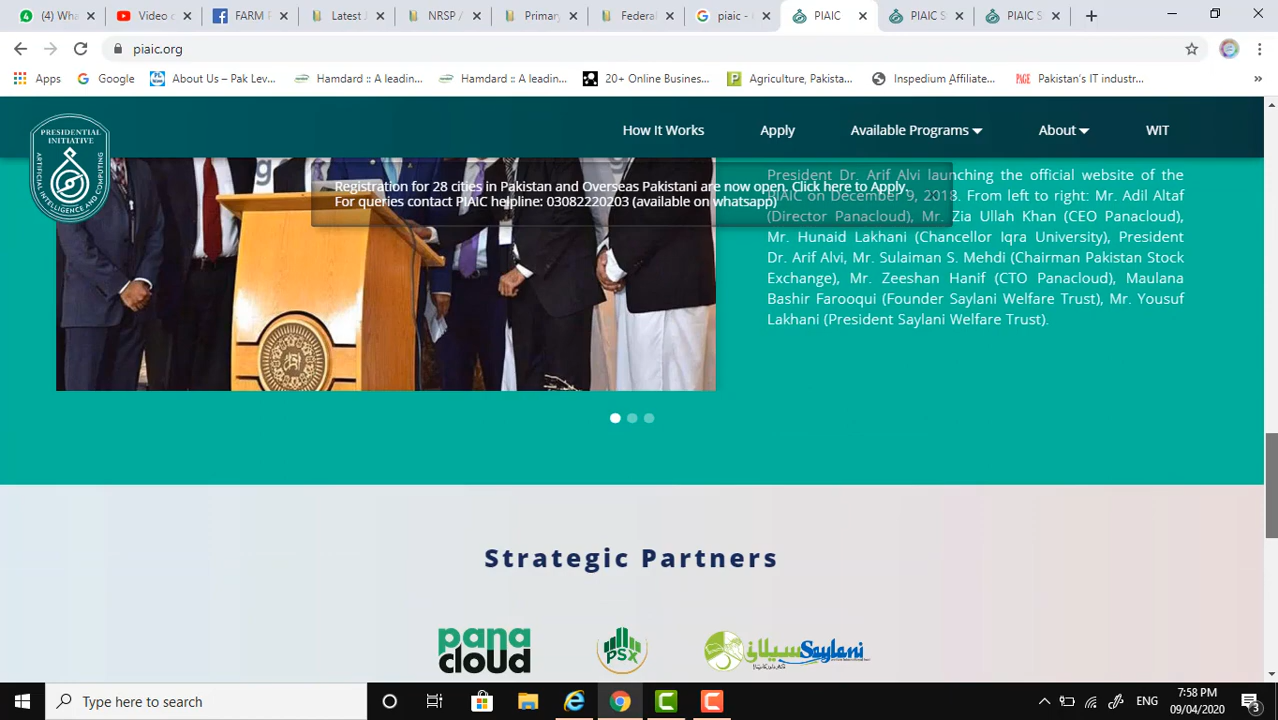 (4) Wha
Video c
FARM F
Latest J
NRSP /
Primary
Federal
piaic -
PIAIC
PIAIC S
PIAIC S
piaic.org
Apps
Google
About Us – Pak Lev...
Hamdard :: A leadin...
Hamdard :: A leadin...
20+ Online Busines...
Agriculture, Pakista...
Inspedium Affiliate...
PAGE
Pakistan's IT industr...
»
PRESIDENTIAL
INITIATIVE
ARTIFICIAL INTELLIGENCE AND COMPUTING
How It Works
Apply
Available Programs
About
WIT
g
Registration for 28 cities in Pakistan and Overseas Pakistani are now open. Click here to Apply.
For queries contact PIAIC helpline: 03082220203 (available on whatsapp)
President Dr. Arif Alvi launching the official website of the
PIAIC on December 9, 2018. From left to right: Mr. Adil Altaf
(Director Panacloud), Mr. Zia Ullah Khan (CEO Panacloud),
Mr. Hunaid Lakhani (Chancellor Iqra University), President
Dr. Arif Alvi, Mr. Sulaiman S. Mehdi (Chairman Pakistan Stock
Exchange), Mr. Zeeshan Hanif (CTO Panacloud), Maulana
Bashir Farooqui (Founder Saylani Welfare Trust), Mr. Yousuf
Lakhani (President Saylani Welfare Trust).
Strategic Partners
pana
cloud
PSX
سیلانی Saylani
Type here to search
ENG
7:58 PM
09/04/2020
3